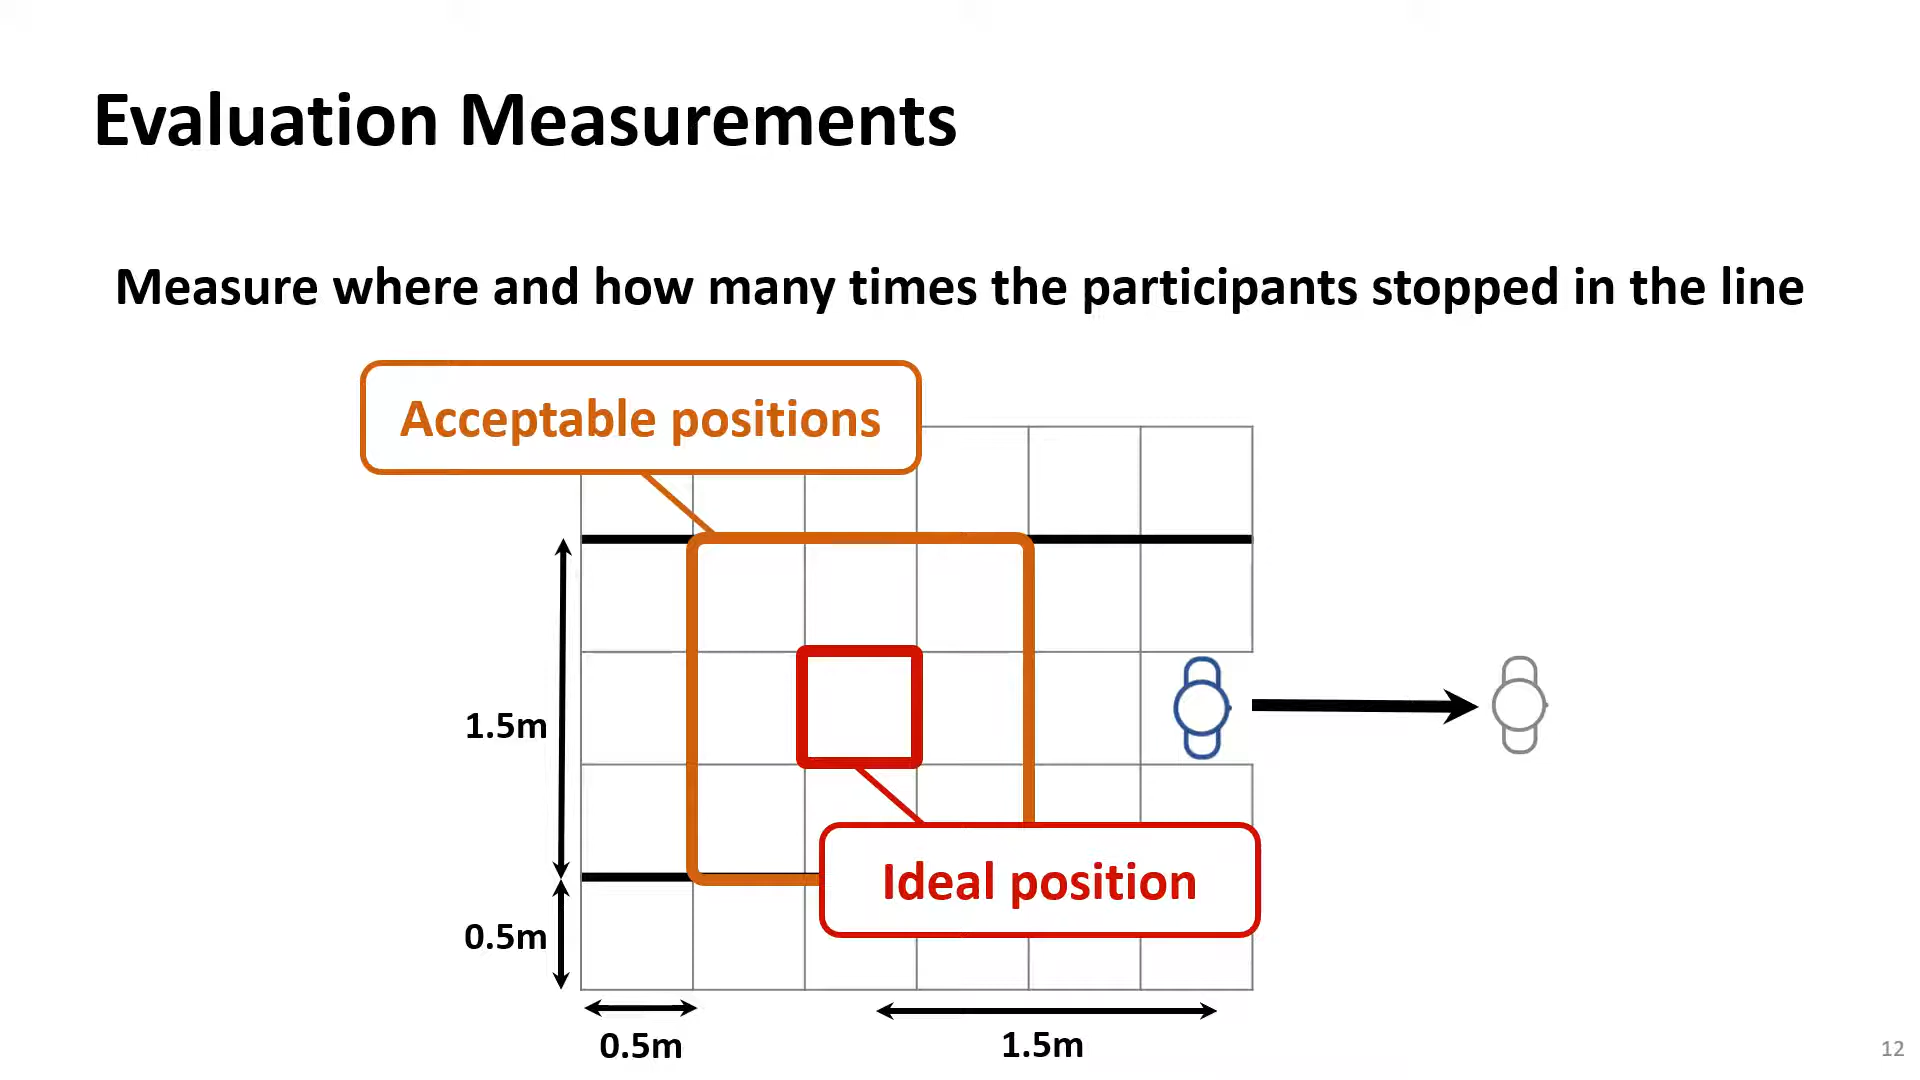 Evaluation Measurements
Measure where and how many times the participants stopped in the line
Acceptable positions
1.5m
Ideal position
0.5m
0.5m
1.5m
12